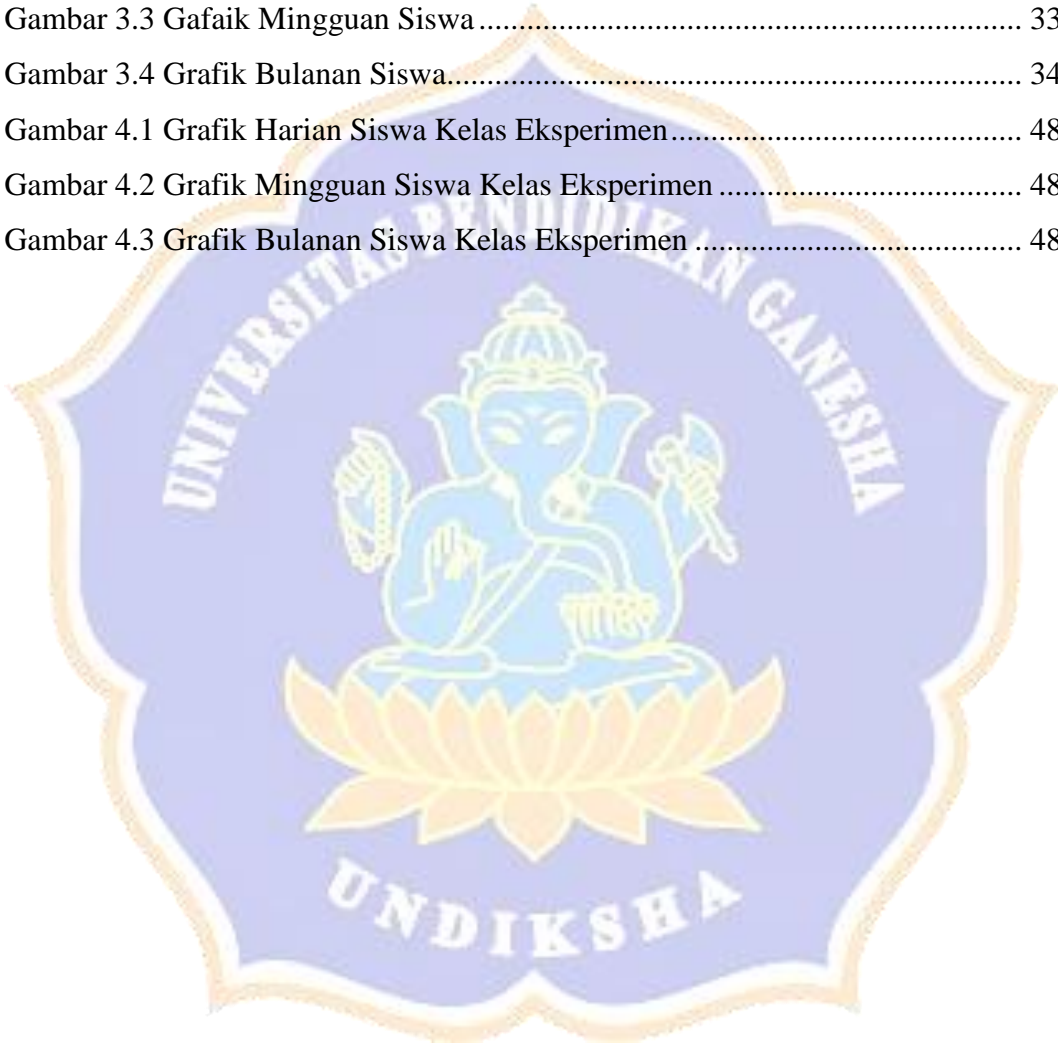 Gambar 3.3 Gafaik Mingguan Siswa ........................................................................ 33
Gambar 3.4 Grafik Bulanan Siswa............................................................................ 34
Gambar 4.1 Grafik Harian Siswa Kelas Eksperimen................................................ 48
Gambar 4.2 Grafik Mingguan Siswa Kelas Eksperimen .......................................... 48
Gambar 4.3 Grafik Bulanan Siswa Kelas Eksperimen ............................................. 48
UNIVERSITAS PENDIDIKAN GANESHA
UNDIKSHA